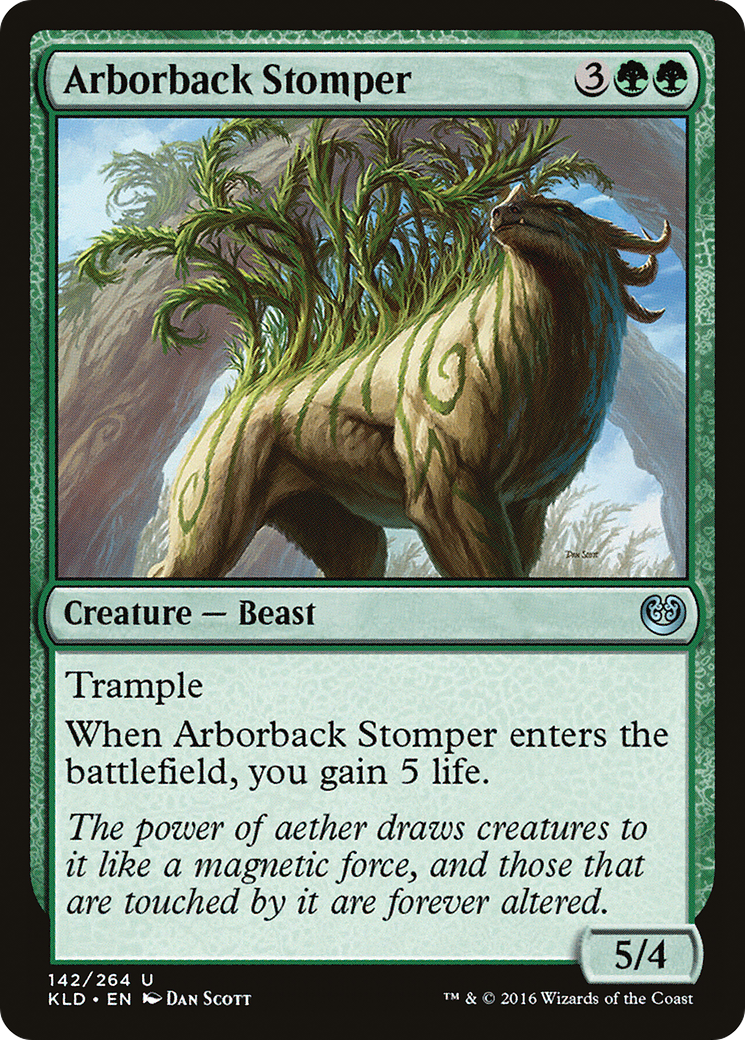 Arborback Stomper 3
Dan Scott
Creature — Beast
Trample
When Arborback Stomper enters the
battlefield, you gain 5 life.
The power of aether draws creatures to
it like a magnetic force, and those that
are touched by it are forever altered.
5/4
142/264 U
KLD • EN Dan Scott
™ & © 2016 Wizards of the Coast